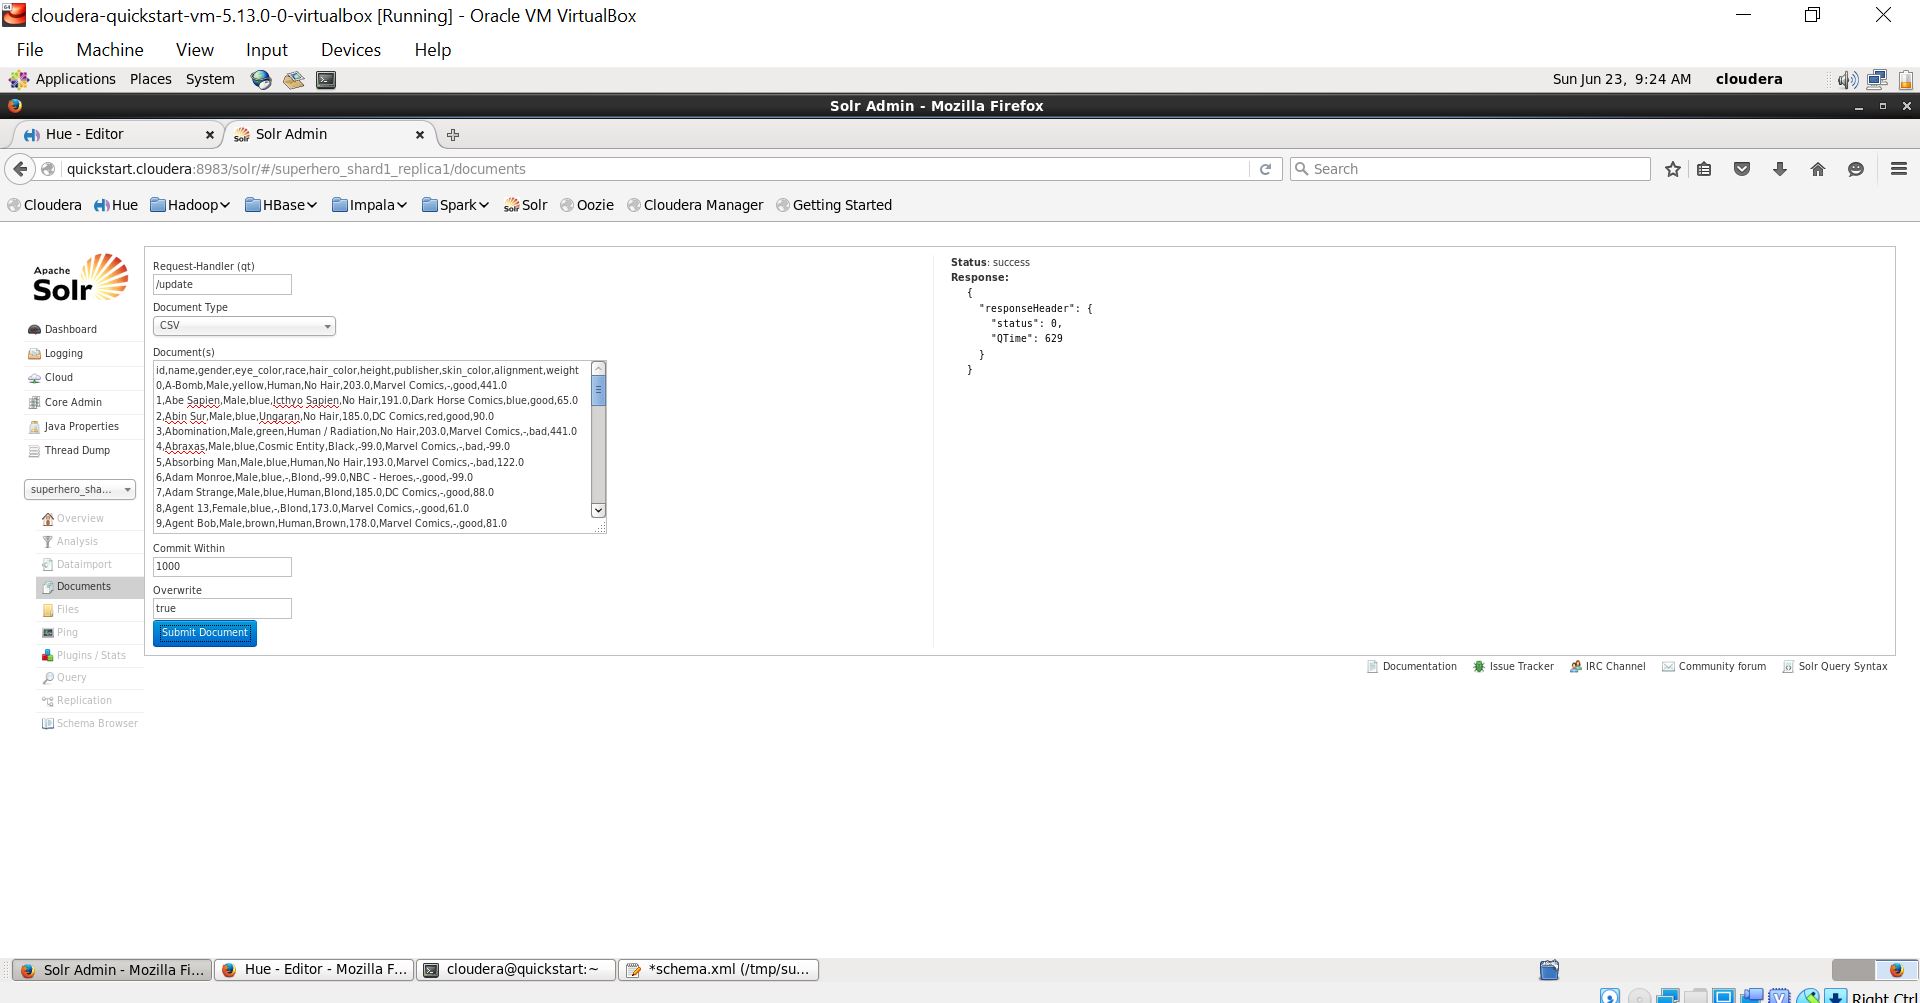 cloudera-quickstart-vm-5.13.0-0-virtualbox [Running] - Oracle VM VirtualBox
File Machine View Input Devices Help
Applications Places System Sun Jun 23, 9:24 AM cloudera
Solr Admin - Mozilla Firefox
Hue - Editor Solr Admin
quickstart.cloudera:8983/solr/#/superhero_shard1_replica1/documents Search
Cloudera Hue Hadoop HBase Impala Spark Solr Oozie Cloudera Manager Getting Started
Apache
Solr
Dashboard
Logging
Cloud
Core Admin
Java Properties
Thread Dump
superhero_sha...
Overview
Analysis
Dataimport
Documents
Files
Ping
Plugins / Stats
Query
Replication
Schema Browser
Request-Handler (qt)
/update
Document Type
CSV
Document(s)
id,name,gender,eye_color,race,hair_color,height,publisher,skin_color,alignment,weight
0,A-Bomb,Male,yellow,Human,No Hair,203.0,Marvel Comics,-,good,441.0
1,Abe Sapien,Male,blue,Icthyo Sapien,No Hair,191.0,Dark Horse Comics,blue,good,65.0
2,Abin Sur,Male,blue,Ungaran,No Hair,185.0,DC Comics,red,good,90.0
3,Abomination,Male,green,Human / Radiation,No Hair,203.0,Marvel Comics,-,bad,441.0
4,Abraxas,Male,blue,Cosmic Entity,Black,-99.0,Marvel Comics,-,bad,-99.0
5,Absorbing Man,Male,blue,Human,No Hair,193.0,Marvel Comics,-,bad,122.0
6,Adam Monroe,Male,blue,-,Blond,-99.0,NBC - Heroes,-,good,-99.0
7,Adam Strange,Male,blue,Human,Blond,185.0,DC Comics,-,good,88.0
8,Agent 13,Female,blue,-,Blond,173.0,Marvel Comics,-,good,61.0
9,Agent Bob,Male,brown,Human,Brown,178.0,Marvel Comics,-,good,81.0
Commit Within
1000
Overwrite
true
Submit Document
Status: success
Response:
{
"responseHeader": {
"status": 0,
"QTime": 629
}
}
Documentation Issue Tracker IRC Channel Community forum Solr Query Syntax
Solr Admin - Mozilla Fi... Hue - Editor - Mozilla F... cloudera@quickstart:~ *schema.xml (/tmp/su...
Right Ctrl